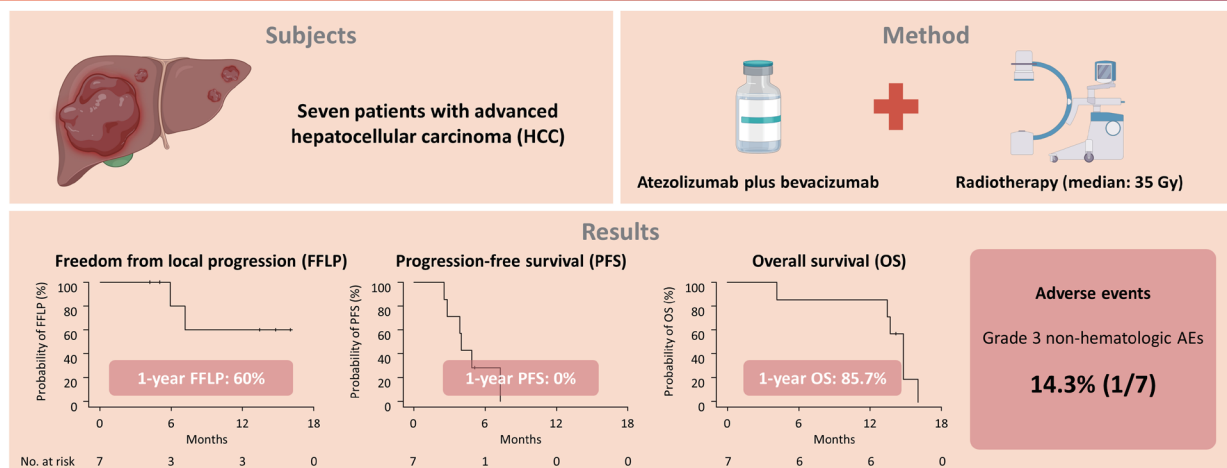 Subjects
Seven patients with advanced
hepatocellular carcinoma (HCC)
Method
Atezolizumab plus bevacizumab
Radiotherapy (median: 35 Gy)
Results
Freedom from local progression (FFLP)
Probability of FFLP (%)
100
80
60
40
20
0
1-year FFLP: 60%
0 6 12 18
Months
No. at risk 7 3 3 0
Progression-free survival (PFS)
Probability of PFS (%)
100
80
60
40
20
0
1-year PFS: 0%
0 6 12 18
Months
7 1 0 0
Overall survival (OS)
Probability of OS (%)
100
80
60
40
20
0
1-year OS: 85.7%
0 6 12 18
Months
7 6 6 0
Adverse events
Grade 3 non-hematologic AEs
14.3% (1/7)